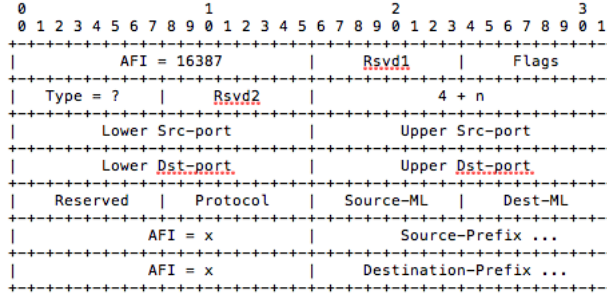 0 1 2 3
0 1 2 3 4 5 6 7 8 9 0 1 2 3 4 5 6 7 8 9 0 1 2 3 4 5 6 7 8 9 0 1
+-+-+-+-+-+-+-+-+-+-+-+-+-+-+-+-+-+-+-+-+-+-+-+-+-+-+-+-+-+-+-+-
| AFI = 16387 | Rsvd1 | Flags
+-+-+-+-+-+-+-+-+-+-+-+-+-+-+-+-+-+-+-+-+-+-+-+-+-+-+-+-+-+-+-+-
| Type = ? | Rsvd2 | 4 + n
+-+-+-+-+-+-+-+-+-+-+-+-+-+-+-+-+-+-+-+-+-+-+-+-+-+-+-+-+-+-+-+-
| Lower Src-port | Upper Src-port
+-+-+-+-+-+-+-+-+-+-+-+-+-+-+-+-+-+-+-+-+-+-+-+-+-+-+-+-+-+-+-+-
| Lower Dst-port | Upper Dst-port
+-+-+-+-+-+-+-+-+-+-+-+-+-+-+-+-+-+-+-+-+-+-+-+-+-+-+-+-+-+-+-+-
| Reserved | Protocol | Source-ML | Dest-ML
+-+-+-+-+-+-+-+-+-+-+-+-+-+-+-+-+-+-+-+-+-+-+-+-+-+-+-+-+-+-+-+-
| AFI = x | Source-Prefix ...
+-+-+-+-+-+-+-+-+-+-+-+-+-+-+-+-+-+-+-+-+-+-+-+-+-+-+-+-+-+-+-+-
| AFI = x | Destination-Prefix ...
+-+-+-+-+-+-+-+-+-+-+-+-+-+-+-+-+-+-+-+-+-+-+-+-+-+-+-+-+-+-+-+-